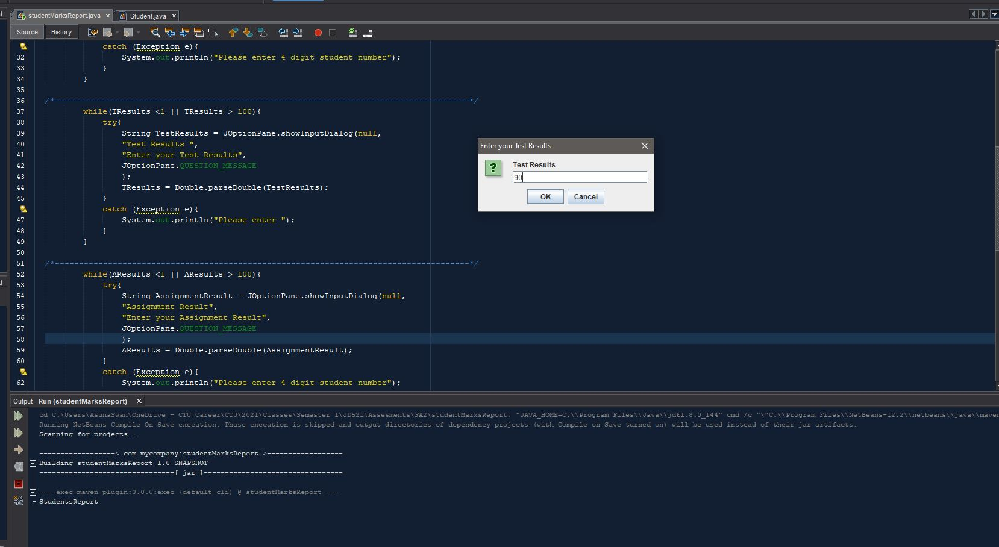 studentMarksReport.java × Student.java ×
Source History
catch (Exception e){
32 System.out.println("Please enter 4 digit student number");
33 }
34 }
35
36 /*--------------------------------------------------------------------------------------*/
37 while(TResults <1 || TResults > 100){
38 try{
39 String TestResults = JOptionPane.showInputDialog(null,
40 "Test Results ",
41 "Enter your Test Results",
42 JOptionPane.QUESTION_MESSAGE
43 );
44 TResults = Double.parseDouble(TestResults);
45 }
catch (Exception e){
47 System.out.println("Please enter ");
48 }
49 }
50
51 /*--------------------------------------------------------------------------------------*/
52 while(AResults <1 || AResults > 100){
53 try{
54 String AssignmentResult = JOptionPane.showInputDialog(null,
55 "Assignment Result",
56 "Enter your Assignment Result",
57 JOptionPane.QUESTION_MESSAGE
58 );
59 AResults = Double.parseDouble(AssignmentResult);
60 }
catch (Exception e){
62 System.out.println("Please enter 4 digit student number");
Enter your Test Results
? Test Results
90
OK Cancel
Output - Run (studentMarksReport) ×
cd C:\Users\AsunaSwan\OneDrive - CTU Career\CTU\2021\Classes\Semester 1\JD521\Assesments\FA2\studentMarksReport; "JAVA_HOME=C:\\Program Files\\Java\\jdk1.8.0_144" cmd /c "\"C:\\Program Files\\NetBeans-12.2\\netbeans\\java\\maven
Running NetBeans Compile On Save execution. Phase execution is skipped and output directories of dependency projects (with Compile on Save turned on) will be used instead of their jar artifacts.
Scanning for projects...
-----------------< com.mycompany:studentMarksReport >------------------
Building studentMarksReport 1.0-SNAPSHOT
--------------------------------[ jar ]---------------------------------
--- exec-maven-plugin:3.0.0:exec (default-cli) @ studentMarksReport ---
StudentsReport